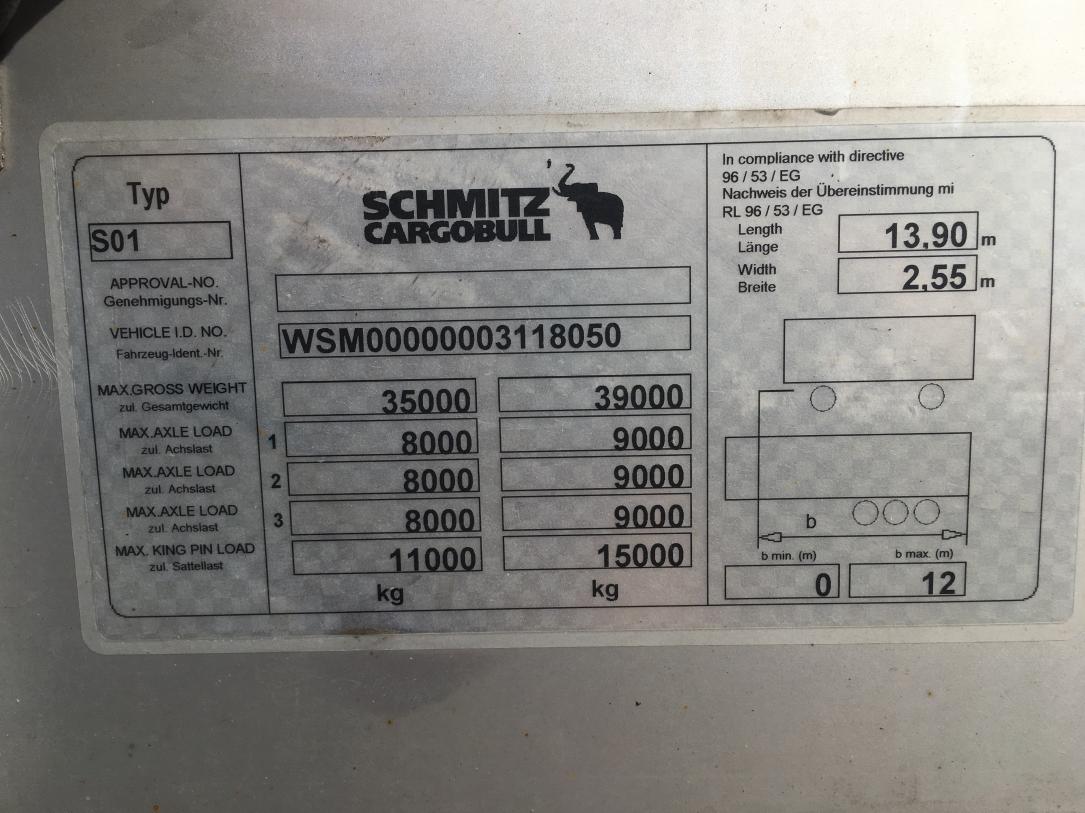 Typ
S01
APPROVAL-NO.
Genehmigungs-Nr.
VEHICLE I.D. NO.
Fahrzeug-Ident.-Nr.
SCHMITZ
CARGOBULL
WSM00000003118050
MAX.GROSS WEIGHT 35000 39000
zul. Gesamtgewicht
MAX.AXLE LOAD 1 8000 9000
zul. Achslast
MAX.AXLE LOAD 2 8000 9000
zul. Achslast
MAX.AXLE LOAD 3 8000 9000
zul. Achslast
MAX. KING PIN LOAD 11000 15000
zul. Sattellast
kg kg
In compliance with directive
96 / 53 / EG
Nachweis der Übereinstimmung mi
RL 96 / 53 / EG
Length
Länge 13,90 m
Width
Breite 2,55 m
b
b min. (m) b max. (m)
0 12